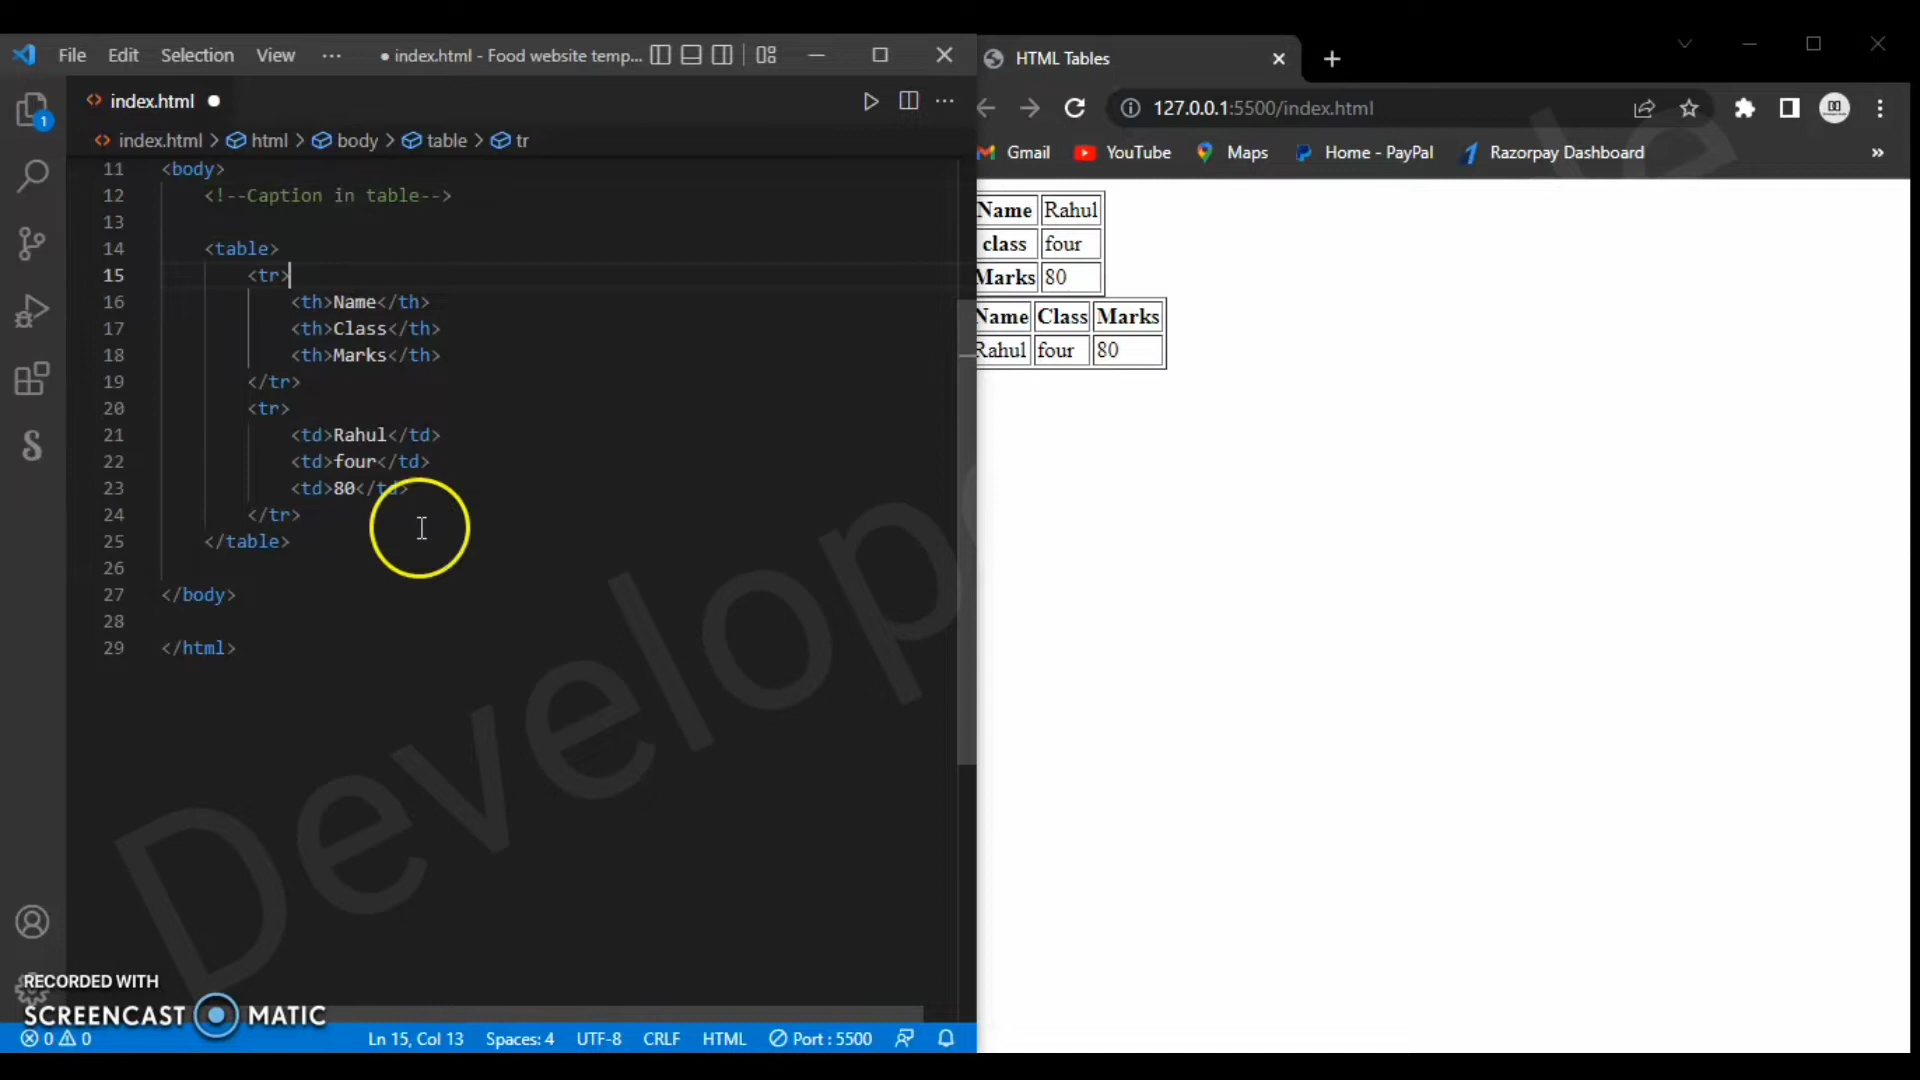 File Edit Selection View ... ● index.html - Food website temp...
index.html ●
index.html > html > body > table > tr
11 <body>
12 <!--Caption in table-->
13
14 <table>
15 <tr>
16 <th>Name</th>
17 <th>Class</th>
18 <th>Marks</th>
19 </tr>
20 <tr>
21 <td>Rahul</td>
22 <td>four</td>
23 <td>80</td>
24 </tr>
25 </table>
26
27 </body>
28
29 </html>
1
RECORDED WITH
SCREENCAST MATIC
0 0 Ln 15, Col 13 Spaces: 4 UTF-8 CRLF HTML Port : 5500
HTML Tables
127.0.0.1:5500/index.html
Gmail YouTube Maps Home - PayPal Razorpay Dashboard »
Name Rahul
class four
Marks 80
Name Class Marks
Rahul four 80
Develop